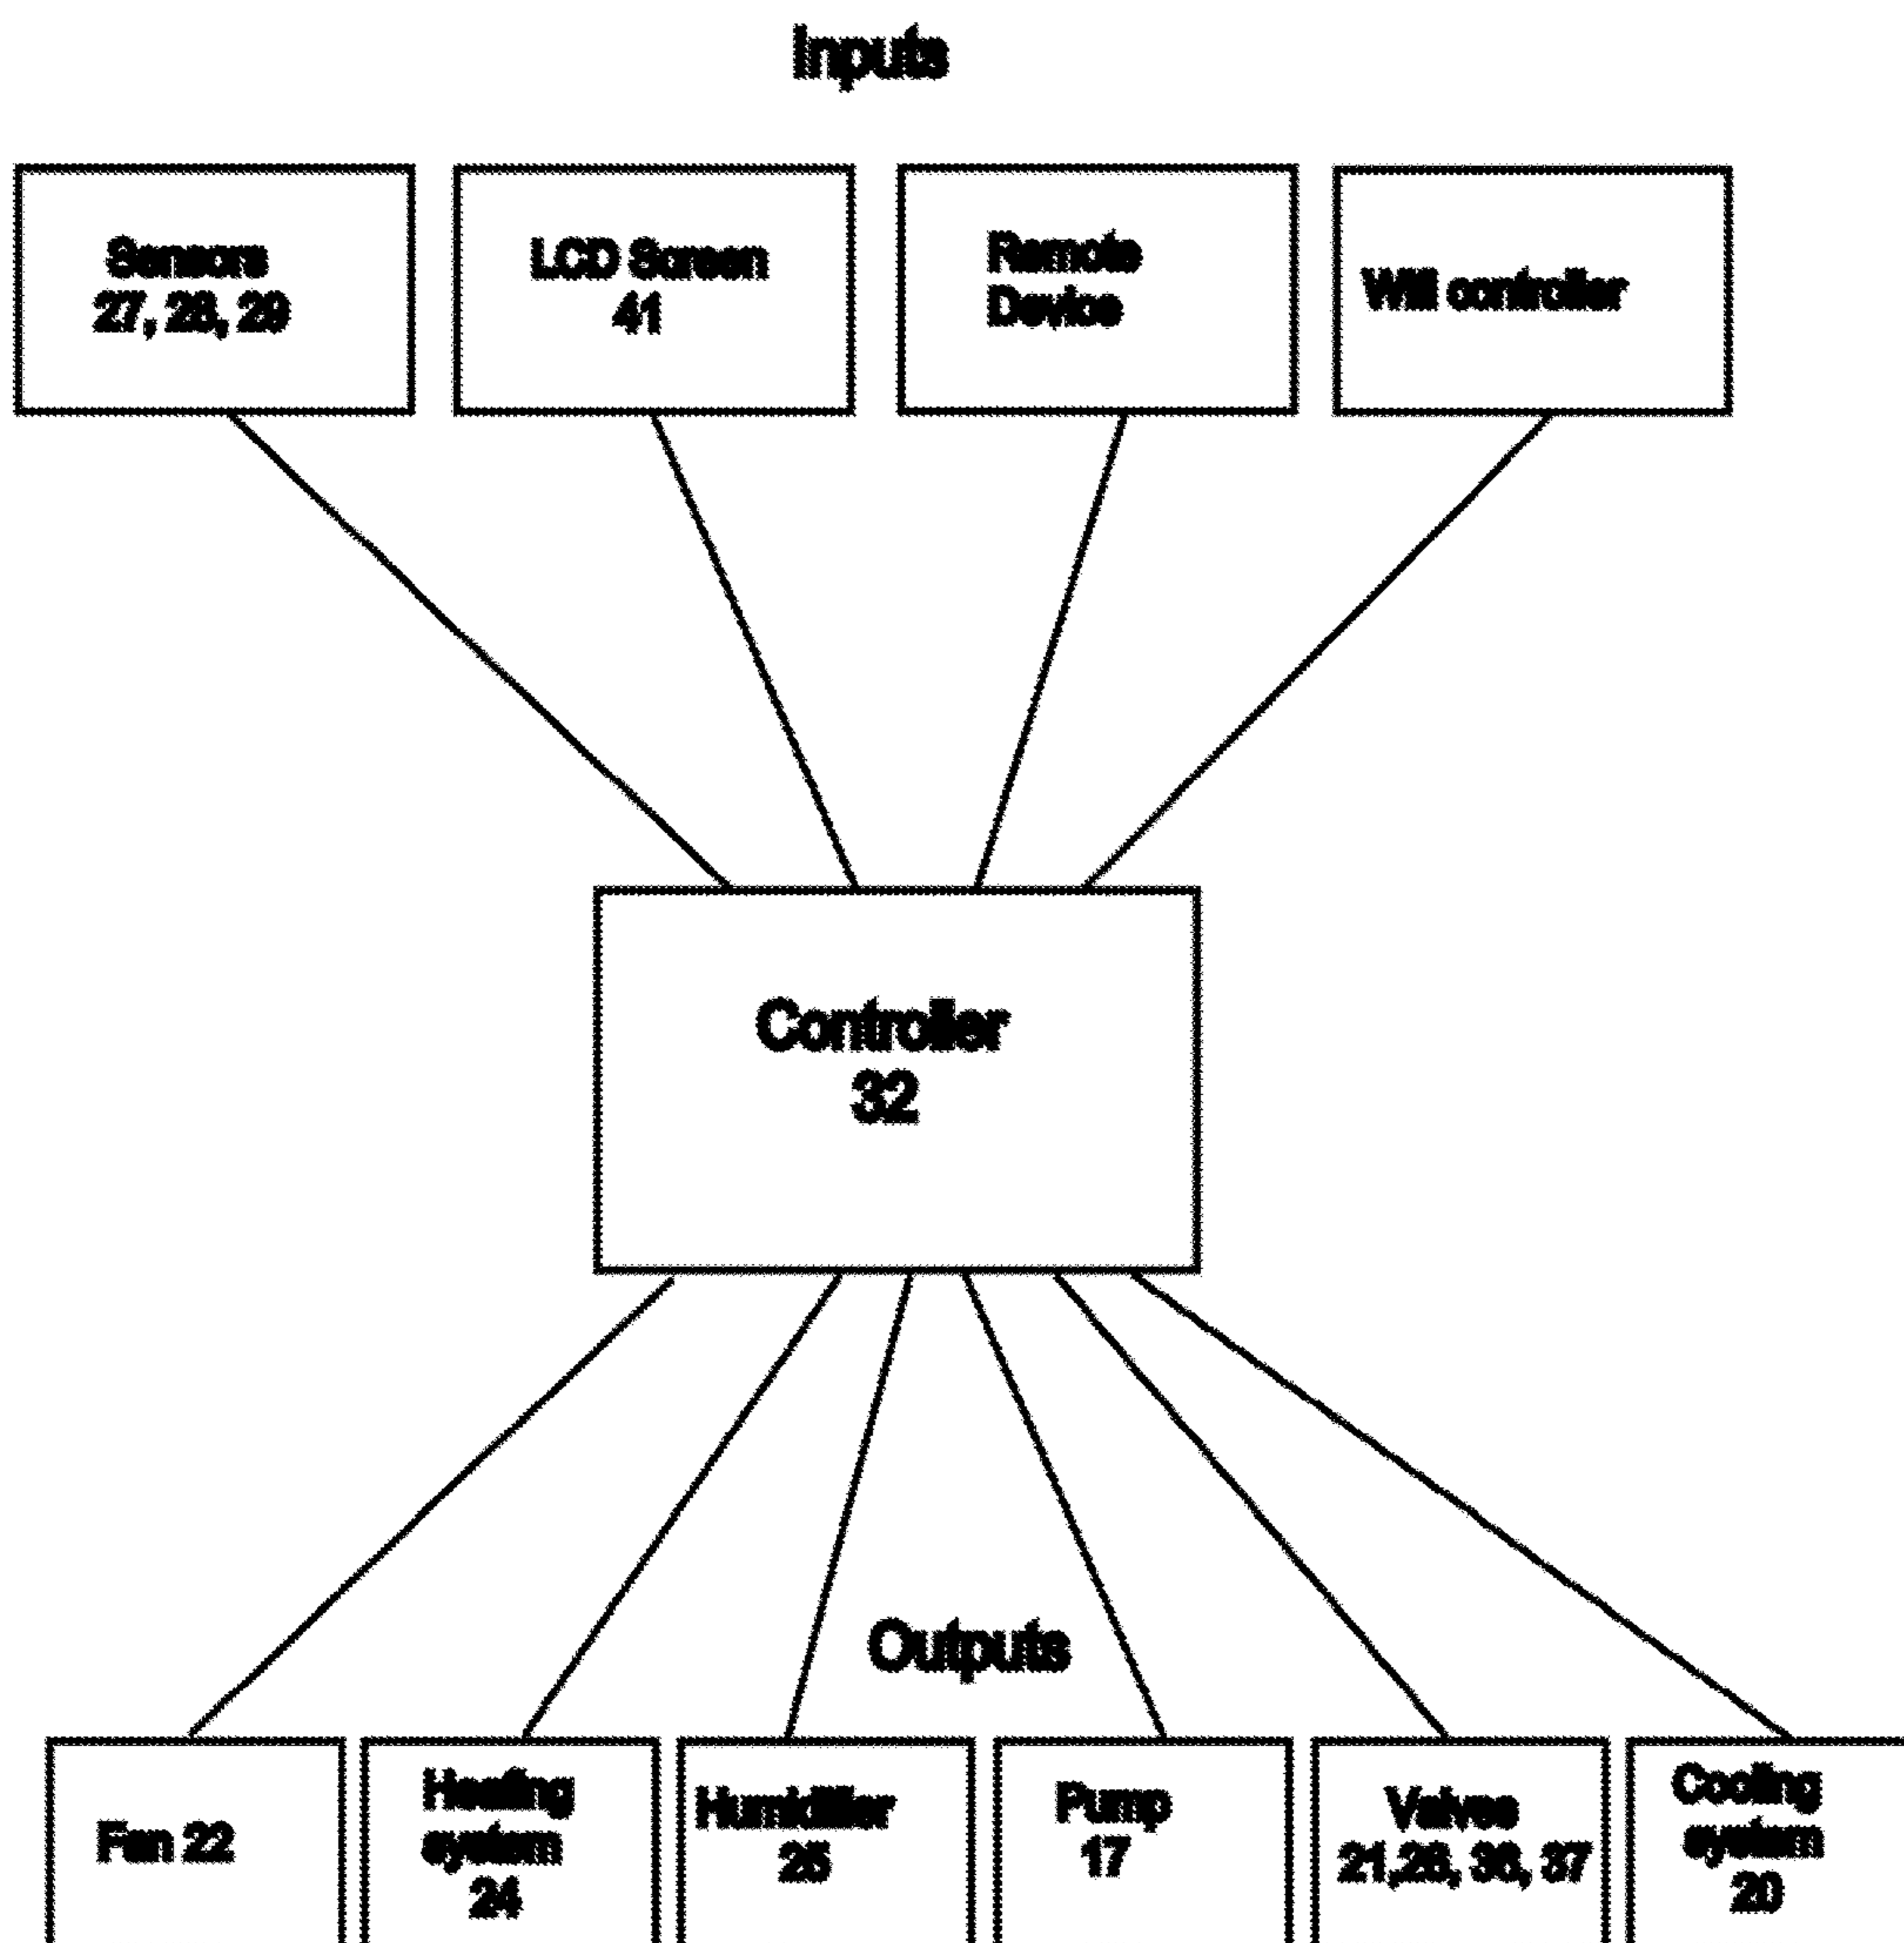 Inputs
Sensors
27, 28, 29
LCD Screen
41
Remote
Device
Wifi controller
Controller
32
Outputs
Fan 22
Heating
system
24
Humidifier
25
Pump
17
Valves
21,26, 36, 37
Cooling
system
20